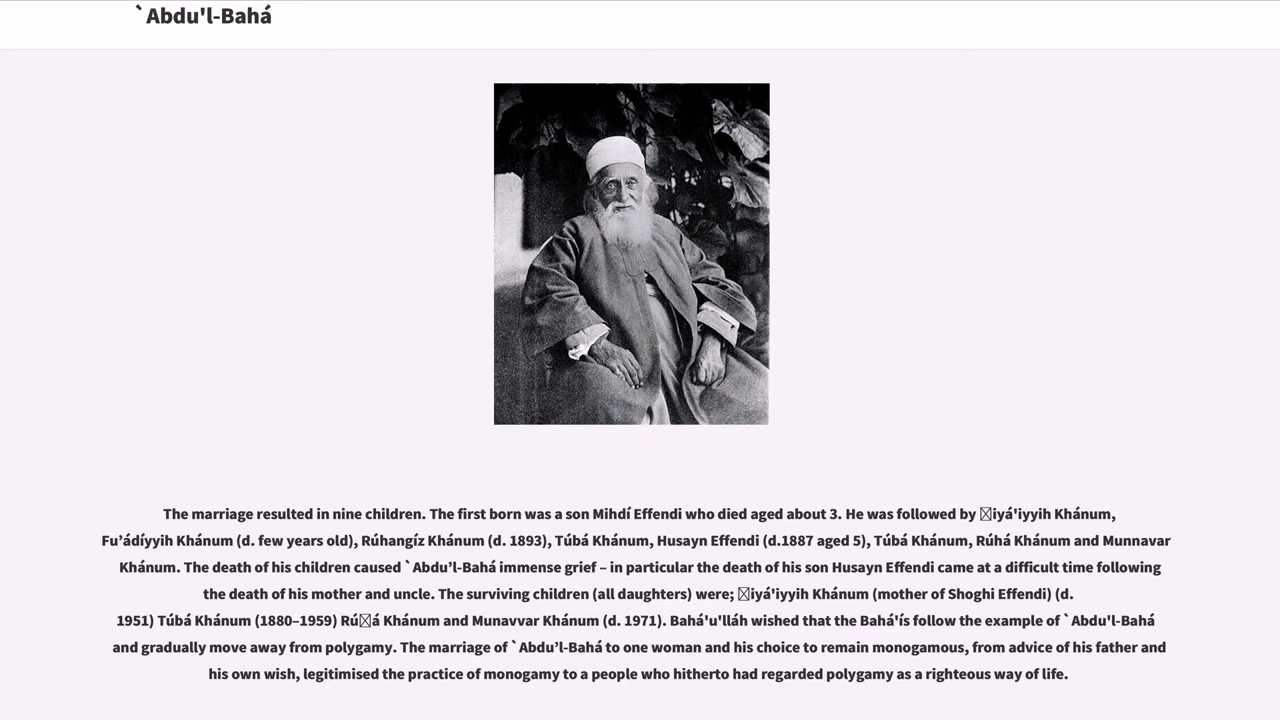 `Abdu'l-Bahá
The marriage resulted in nine children. The first born was a son Mihdí Effendi who died aged about 3. He was followed by �iyá'iyyih Khánum,
Fu’ádíyyih Khánum (d. few years old), Rúhangíz Khánum (d. 1893), Túbá Khánum, Husayn Effendi (d.1887 aged 5), Túbá Khánum, Rúhá Khánum and Munnavar
Khánum. The death of his children caused `Abdu’l-Bahá immense grief – in particular the death of his son Husayn Effendi came at a difficult time following
the death of his mother and uncle. The surviving children (all daughters) were; �iyá'iyyih Khánum (mother of Shoghi Effendi) (d.
1951) Túbá Khánum (1880–1959) Rú�á Khánum and Munavvar Khánum (d. 1971). Bahá'u'lláh wished that the Bahá'ís follow the example of `Abdu'l-Bahá
and gradually move away from polygamy. The marriage of `Abdu’l-Bahá to one woman and his choice to remain monogamous, from advice of his father and
his own wish, legitimised the practice of monogamy to a people who hitherto had regarded polygamy as a righteous way of life.